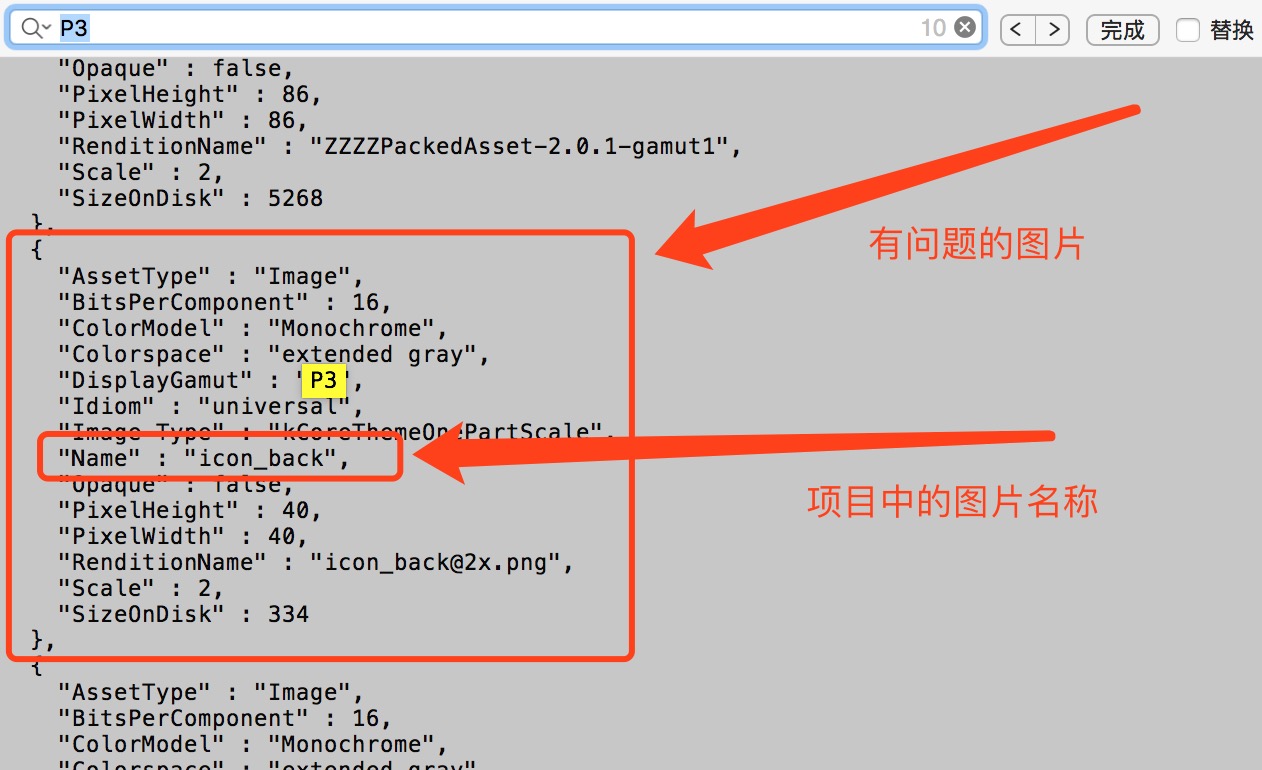 P3 10 < > 完成 替换
"Opaque" : false,
"PixelHeight" : 86,
"PixelWidth" : 86,
"RenditionName" : "ZZZZPackedAsset-2.0.1-gamut1",
"Scale" : 2,
"SizeOnDisk" : 5268
},
{
"AssetType" : "Image",
"BitsPerComponent" : 16,
"ColorModel" : "Monochrome",
"Colorspace" : "extended gray",
"DisplayGamut" : "P3",
"Idiom" : "universal",
"Image Type" : "kCoreThemeOnePartScale",
"Name" : "icon_back",
"Opaque" : false,
"PixelHeight" : 40,
"PixelWidth" : 40,
"RenditionName" : "icon_back@2x.png",
"Scale" : 2,
"SizeOnDisk" : 334
},
{
"AssetType" : "Image",
"BitsPerComponent" : 16,
"ColorModel" : "Monochrome",
"Colorspace" : "extended gray"
有问题的图片
项目中的图片名称